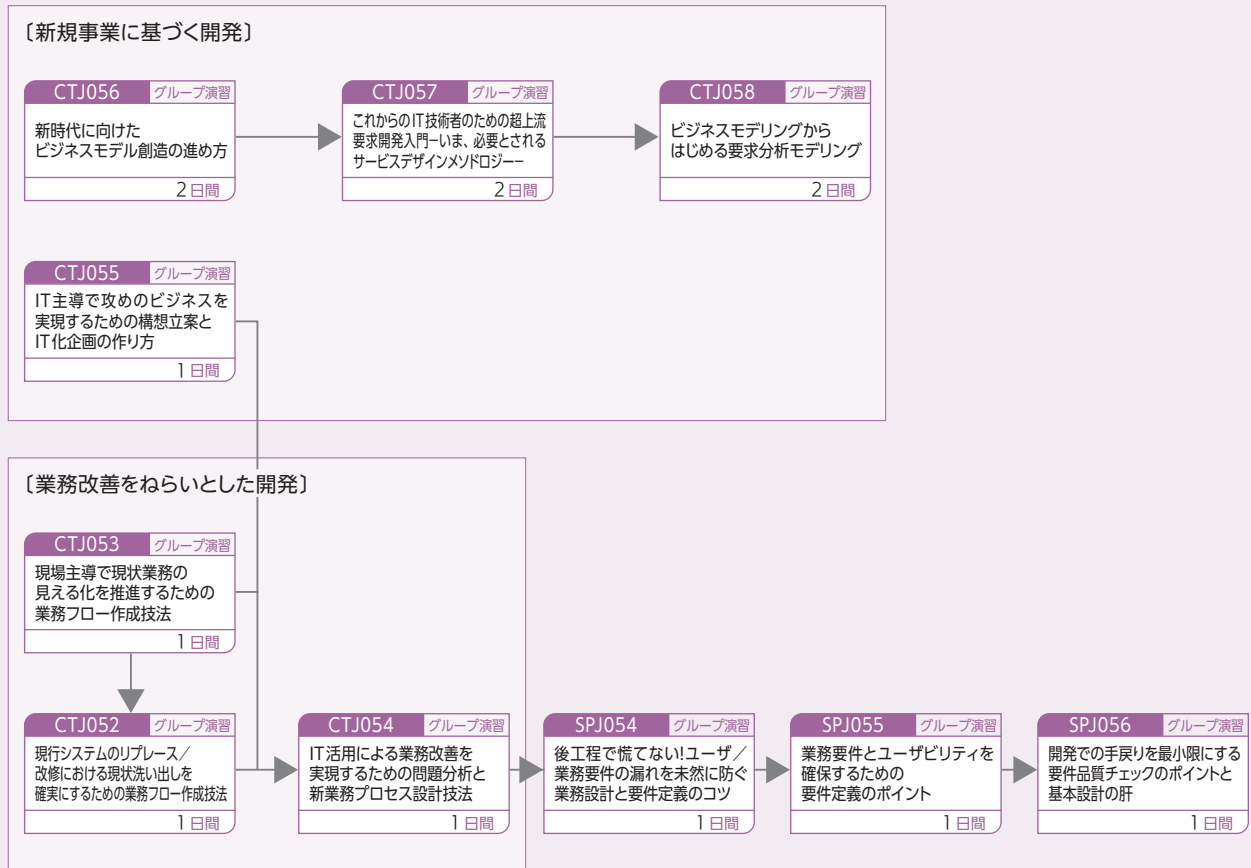 〔新規事業に基づく開発〕
CTJ056 グループ演習
新時代に向けた
ビジネスモデル創造の進め方
2日間
CTJ057 グループ演習
これからのIT技術者のための超上流
要求開発入門ーいま、必要とされる
サービスデザインメソドロジーー
2日間
CTJ058 グループ演習
ビジネスモデリングから
はじめる要求分析モデリング
2日間
CTJ055 グループ演習
IT主導で攻めのビジネスを
実現するための構想立案と
IT化企画の作り方
1日間
〔業務改善をねらいとした開発〕
CTJ053 グループ演習
現場主導で現状業務の
見える化を推進するための
業務フロー作成技法
1日間
CTJ052 グループ演習
現行システムのリプレース/
改修における現状洗い出しを
確実にするための業務フロー作成技法
1日間
CTJ054 グループ演習
IT活用による業務改善を
実現するための問題分析と
新業務プロセス設計技法
1日間
SPJ054 グループ演習
後工程で慌てない!ユーザ/
業務要件の漏れを未然に防ぐ
業務設計と要件定義のコツ
1日間
SPJ055 グループ演習
業務要件とユーザビリティを
確保するための
要件定義のポイント
1日間
SPJ056 グループ演習
開発での手戻りを最小限にする
要件品質チェックのポイントと
基本設計の肝
1日間